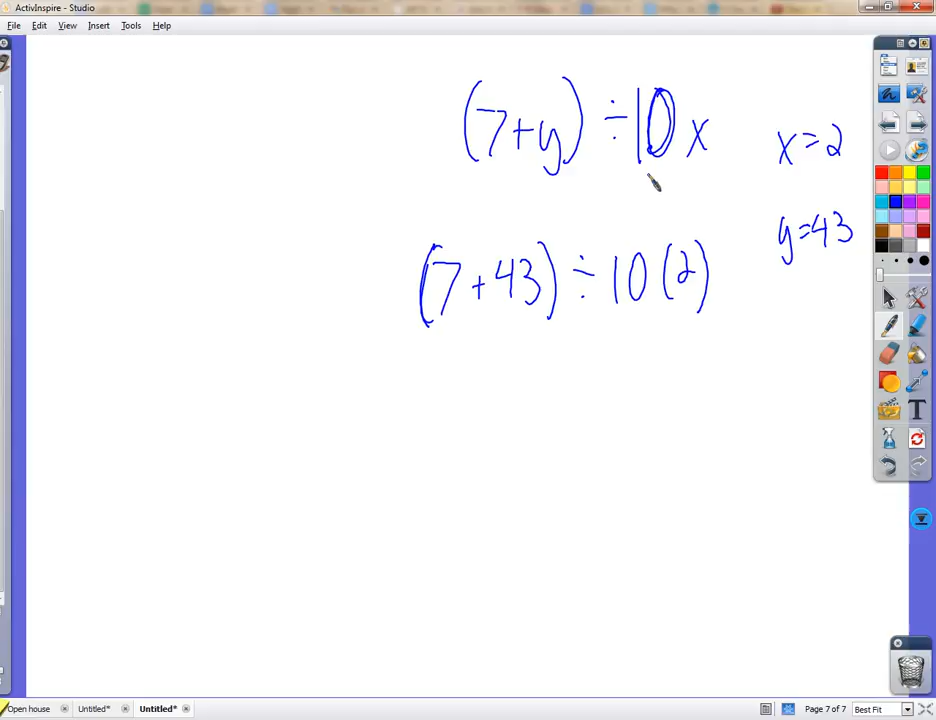 ActivInspire - Studio
File Edit View Insert Tools Help
(7+y) ÷10x
x=2
y=43
(7+43) ÷ 10(2)
T
Open house Untitled* Untitled*
Page 7 of 7 Best Fit